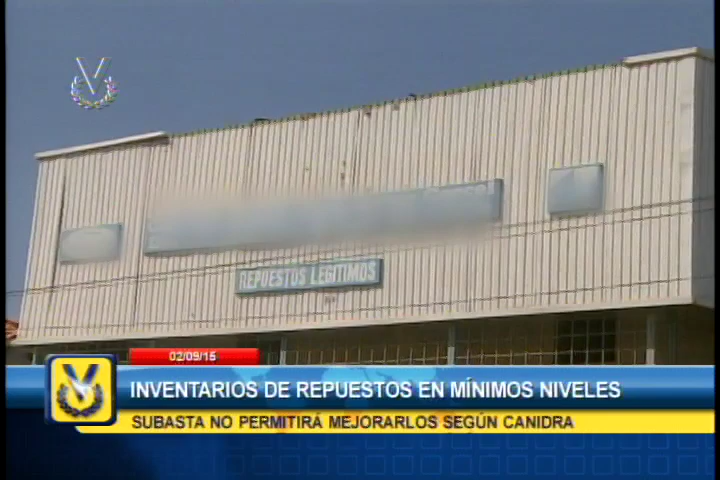 V
REPUESTOS LEGITIMOS
02/09/15
V
INVENTARIOS DE REPUESTOS EN MÍNIMOS NIVELES
SUBASTA NO PERMITIRÁ MEJORARLOS SEGÚN CANIDRA